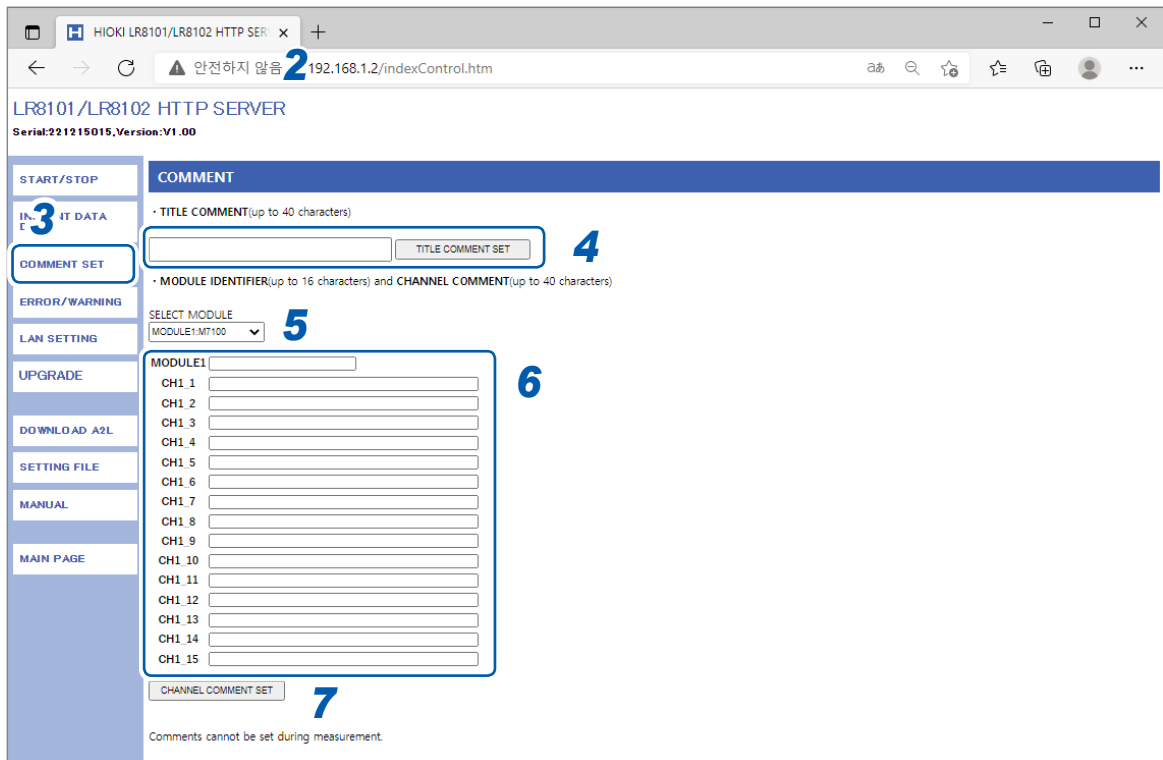 HIOKI LR8101/LR8102 HTTP SER
안전하지 않음 2 192.168.1.2/indexControl.htm
LR8101/LR8102 HTTP SERVER
Serial:221215015,Version:V1.00
START/STOP
3 DATA
COMMENT SET
ERROR/WARNING
LAN SETTING
UPGRADE
DOWNLOAD A2L
SETTING FILE
MANUAL
MAIN PAGE
COMMENT
・TITLE COMMENT(up to 40 characters)
TITLE COMMENT SET 4
・MODULE IDENTIFIER(up to 16 characters) and CHANNEL COMMENT(up to 40 characters)
SELECT MODULE
MODULE1:M7100 5
MODULE1
6
CH1_1
CH1_2
CH1_3
CH1_4
CH1_5
CH1_6
CH1_7
CH1_8
CH1_9
CH1_10
CH1_11
CH1_12
CH1_13
CH1_14
CH1_15
CHANNEL COMMENT SET 7
Comments cannot be set during measurement.